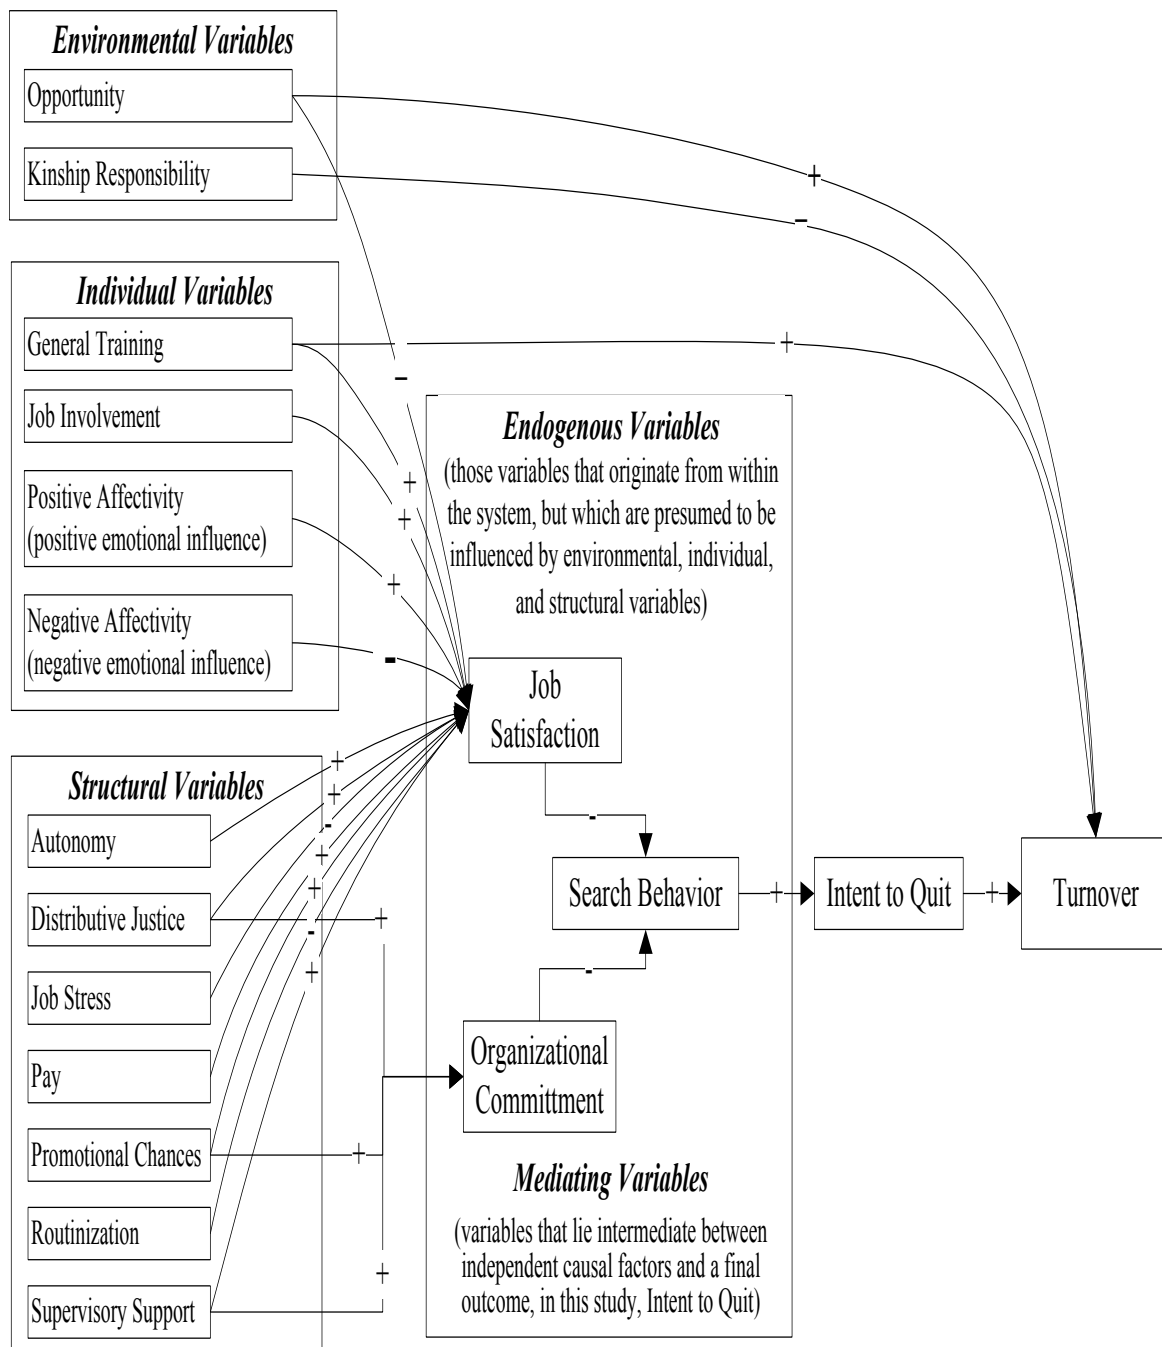 Environmental Variables
Opportunity
Kinship Responsibility
+
−
Individual Variables
General Training
+
Job Involvement
−
Positive Affectivity
(positive emotional influence)
+
+
+
Negative Affectivity
(negative emotional influence)
-
Endogenous Variables
(those variables that originate from within
the system, but which are presumed to be
influenced by environmental, individual,
and structural variables)
Job
Satisfaction
-
Structural Variables
Autonomy
Distributive Justice
Job Stress
Pay
Promotional Chances
Routinization
Supervisory Support
+
+
-
+
+
-
+
+
+
+
Search Behavior
+
Intent to Quit
+
Turnover
-
Organizational
Committment
Mediating Variables
(variables that lie intermediate between
independent causal factors and a final
outcome, in this study, Intent to Quit)